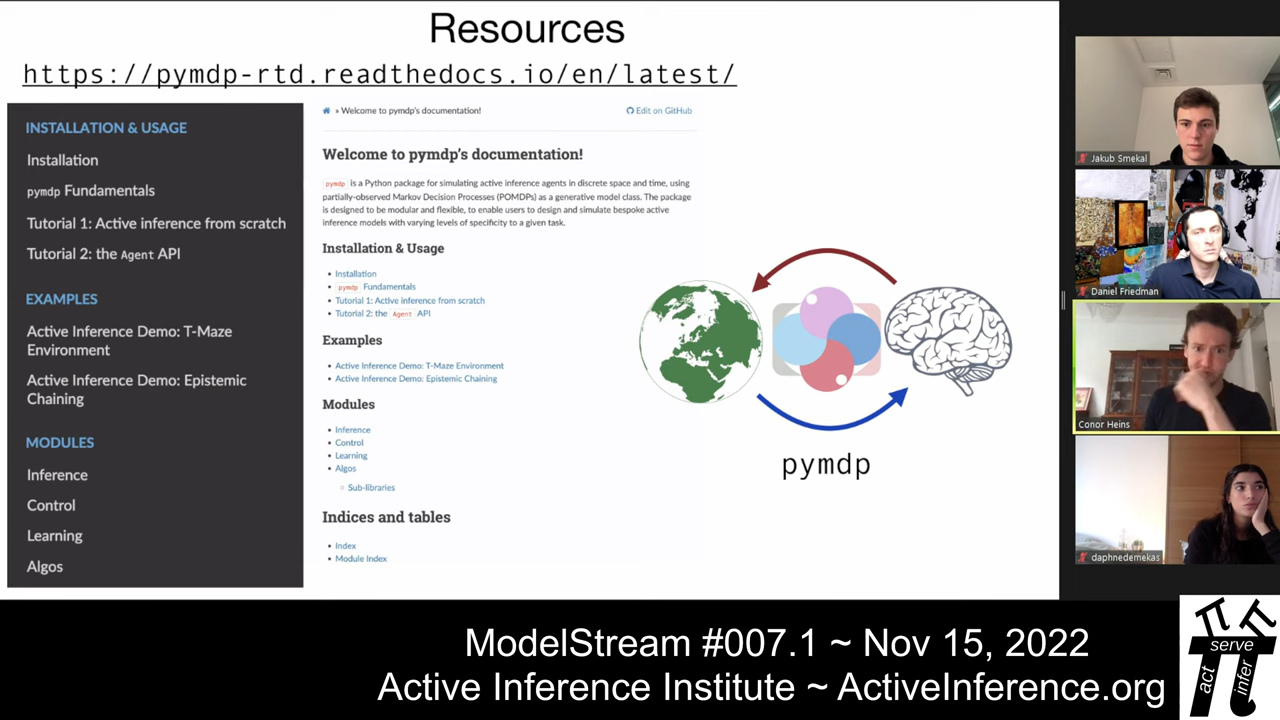 Resources
https://pymdp-rtd.readthedocs.io/en/latest/
INSTALLATION & USAGE
Installation
pymdp Fundamentals
Tutorial 1: Active inference from scratch
Tutorial 2: the Agent API
EXAMPLES
Active Inference Demo: T-Maze
Environment
Active Inference Demo: Epistemic
Chaining
MODULES
Inference
Control
Learning
Algos
» Welcome to pymdp's documentation!
Edit on GitHub
Welcome to pymdp's documentation!
pymdp is a Python package for simulating active inference agents in discrete space and time, using
partially-observed Markov Decision Processes (POMDPs) as a generative model class. The package
is designed to be modular and flexible, to enable users to design and simulate bespoke active
inference models with varying levels of specificity to a given task.
Installation & Usage
• Installation
• pymdp Fundamentals
• Tutorial 1: Active inference from scratch
• Tutorial 2: the Agent API
Examples
• Active Inference Demo: T-Maze Environment
• Active Inference Demo: Epistemic Chaining
Modules
• Inference
• Control
• Learning
• Algos
Sub-libraries
Indices and tables
• Index
• Module Index
pymdp
Jakub Smekal
Daniel Friedman
Conor Heins
daphnedemekas
ModelStream #007.1 ~ Nov 15, 2022
Active Inference Institute ~ ActiveInference.org
serve
act
infer